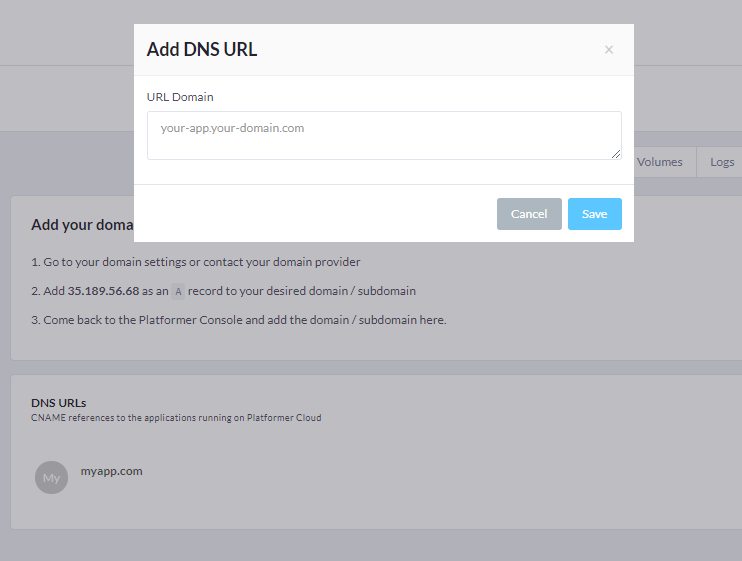 Add DNS URL
×
URL Domain
your-app.your-domain.com
Cancel
Save
Volumes
Logs
Add your doma
1. Go to your domain settings or contact your domain provider
2. Add 35.189.56.68 as an A record to your desired domain / subdomain
3. Come back to the Platformer Console and add the domain / subdomain here.
DNS URLs
CNAME references to the applications running on Platformer Cloud
My
myapp.com